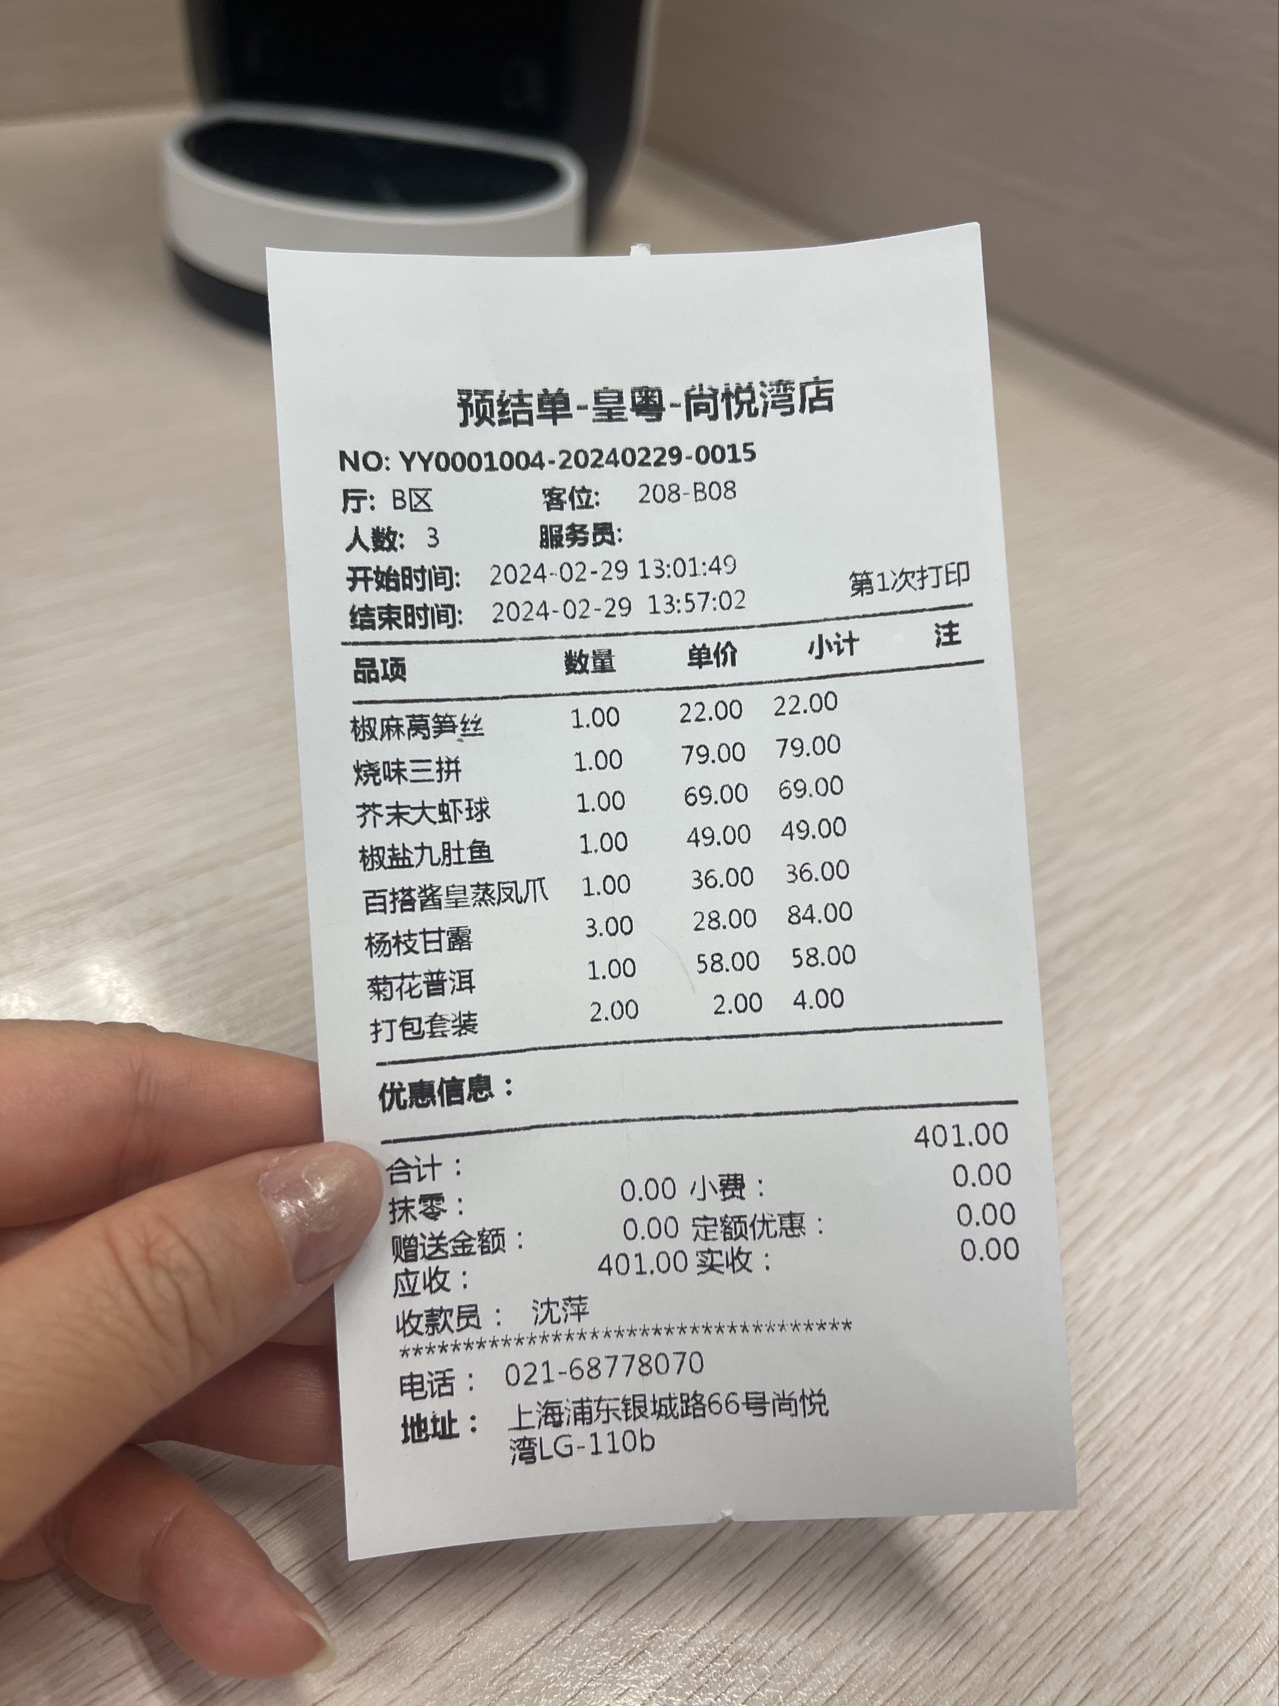 预结单-皇粤-尚悦湾店
NO: YY0001004-20240229-0015
厅: B区 客位: 208-B08
人数: 3 服务员:
开始时间: 2024-02-29 13:01:49
结束时间: 2024-02-29 13:57:02 第1次打印
品项 数量 单价 小计 注
椒麻莴笋丝 1.00 22.00 22.00
烧味三拼 1.00 79.00 79.00
芥末大虾球 1.00 69.00 69.00
椒盐九肚鱼 1.00 49.00 49.00
百搭酱皇蒸凤爪 1.00 36.00 36.00
杨枝甘露 3.00 28.00 84.00
菊花普洱 1.00 58.00 58.00
打包套装 2.00 2.00 4.00
优惠信息：
合计： 401.00
抹零： 0.00 小费： 0.00
赠送金额： 0.00 定额优惠： 0.00
应收： 401.00 实收： 0.00
收款员： 沈萍
***********************************
电话： 021-68778070
地址： 上海浦东银城路66号尚悦
湾LG-110b